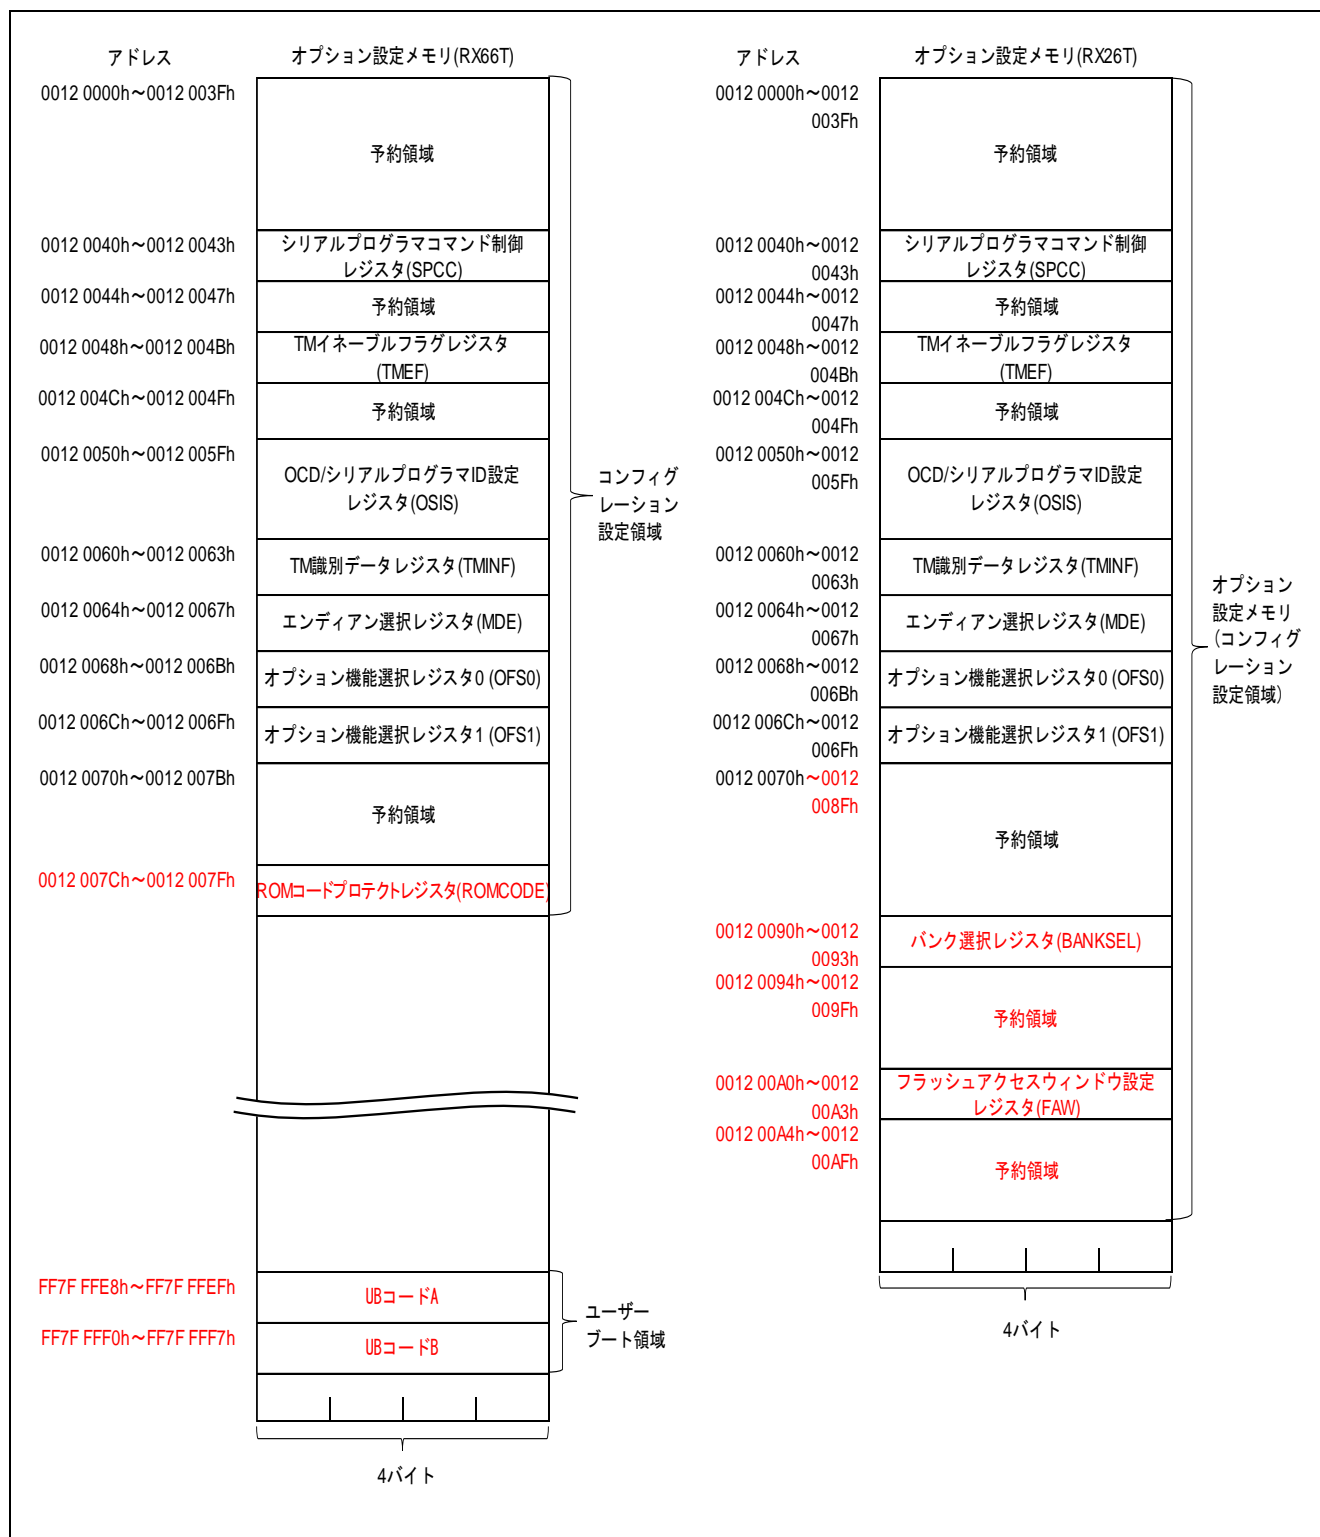 アドレス
オプション設定メモリ(RX66T)
0012 0000h～0012 003Fh
予約領域
0012 0040h～0012 0043h
シリアルプログラマコマンド制御
レジスタ(SPCC)
0012 0044h～0012 0047h
予約領域
0012 0048h～0012 004Bh
TMイネーブルフラグレジスタ
(TMEF)
0012 004Ch～0012 004Fh
予約領域
0012 0050h～0012 005Fh
OCD/シリアルプログラマID設定
レジスタ(OSIS)
0012 0060h～0012 0063h
TM識別データレジスタ(TMINF)
0012 0064h～0012 0067h
エンディアン選択レジスタ(MDE)
0012 0068h～0012 006Bh
オプション機能選択レジスタ0 (OFS0)
0012 006Ch～0012 006Fh
オプション機能選択レジスタ1 (OFS1)
0012 0070h～0012 007Bh
予約領域
0012 007Ch～0012 007Fh
ROMコードプロテクトレジスタ(ROMCODE)
コンフィグ
レーション
設定領域
FF7F FFE8h～FF7F FFEFh
UBコードA
FF7F FFF0h～FF7F FFF7h
UBコードB
ユーザー
ブート領域
4バイト
アドレス
オプション設定メモリ(RX26T)
0012 0000h～0012
003Fh
予約領域
0012 0040h～0012
0043h
シリアルプログラマコマンド制御
レジスタ(SPCC)
0012 0044h～0012
0047h
予約領域
0012 0048h～0012
004Bh
TMイネーブルフラグレジスタ
(TMEF)
0012 004Ch～0012
004Fh
予約領域
0012 0050h～0012
005Fh
OCD/シリアルプログラマID設定
レジスタ(OSIS)
0012 0060h～0012
0063h
TM識別データレジスタ(TMINF)
0012 0064h～0012
0067h
エンディアン選択レジスタ(MDE)
0012 0068h～0012
006Bh
オプション機能選択レジスタ0 (OFS0)
0012 006Ch～0012
006Fh
オプション機能選択レジスタ1 (OFS1)
0012 0070h～0012
008Fh
予約領域
0012 0090h～0012
0093h
バンク選択レジスタ(BANKSEL)
0012 0094h～0012
009Fh
予約領域
0012 00A0h～0012
00A3h
フラッシュアクセスウィンドウ設定
レジスタ(FAW)
0012 00A4h～0012
00AFh
予約領域
オプション
設定メモリ
(コンフィグ
レーション
設定領域)
4バイト